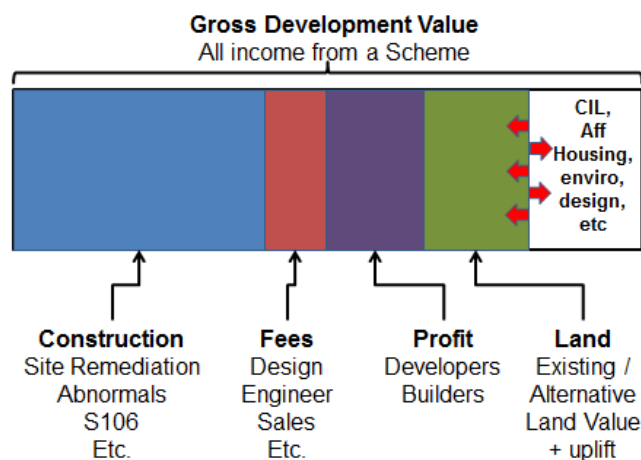 Gross Development Value
All income from a Scheme
CIL,
Aff
Housing,
enviro,
design,
etc
Construction
Site Remediation
Abnormals
S106
Etc.
Fees
Design
Engineer
Sales
Etc.
Profit
Developers
Builders
Land
Existing /
Alternative
Land Value
+ uplift